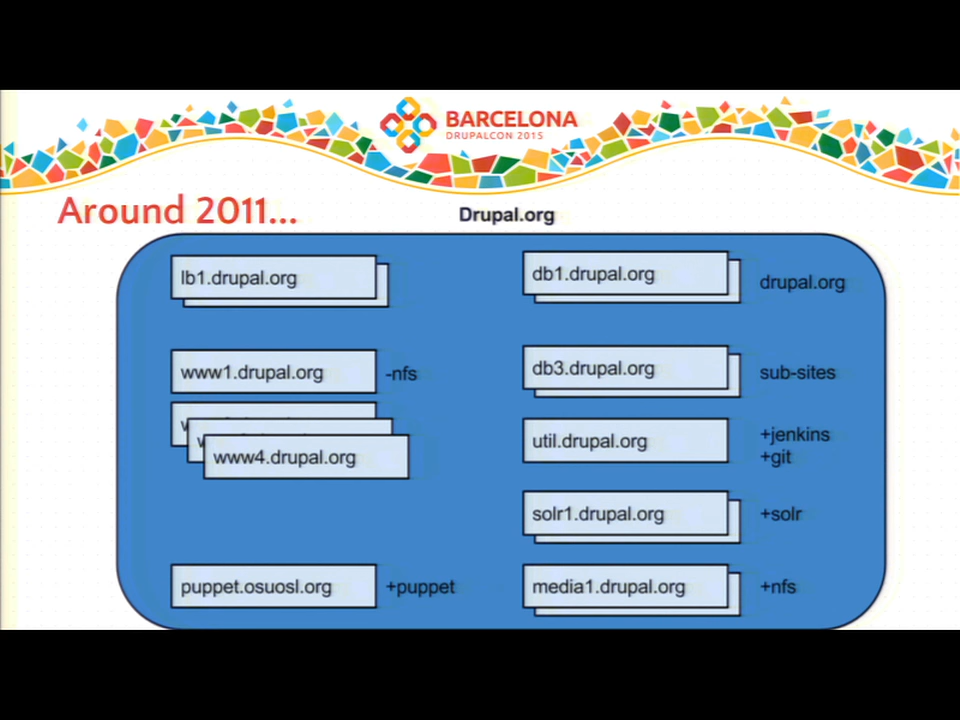 BARCELONA
DRUPALCON 2015
Around 2011...
Drupal.org
lb1.drupal.org
db1.drupal.org
drupal.org
www1.drupal.org
-nfs
db3.drupal.org
sub-sites
www4.drupal.org
util.drupal.org
+jenkins
+git
solr1.drupal.org
+solr
puppet.osuosl.org
+puppet
media1.drupal.org
+nfs